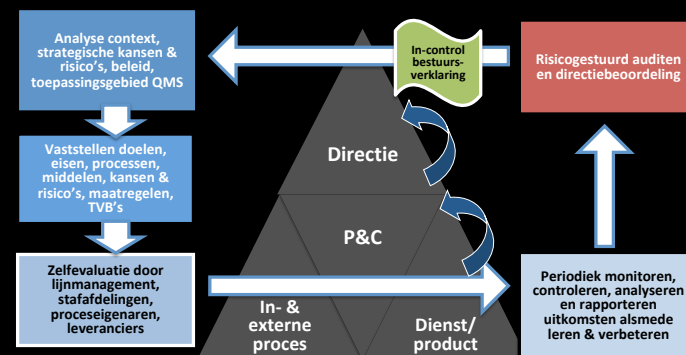 Analyse context,
strategische kansen &
risico's, beleid,
toepassingsgebied QMS
In-control
bestuurs-
verklaring
Risicogestuurd auditen
en directiebeoordeling
Vaststellen doelen,
eisen, processen,
middelen, kansen &
risico's, maatregelen,
TVB's
Directie
P&C
Zelfevaluatie door
lijnmanagement,
stafafdelingen,
proceseigenaren,
leveranciers
In- &
externe
proces
Dienst/
product
Periodiek monitoren,
controleren, analyseren
en rapporteren
uitkomsten alsmede
leren & verbeteren